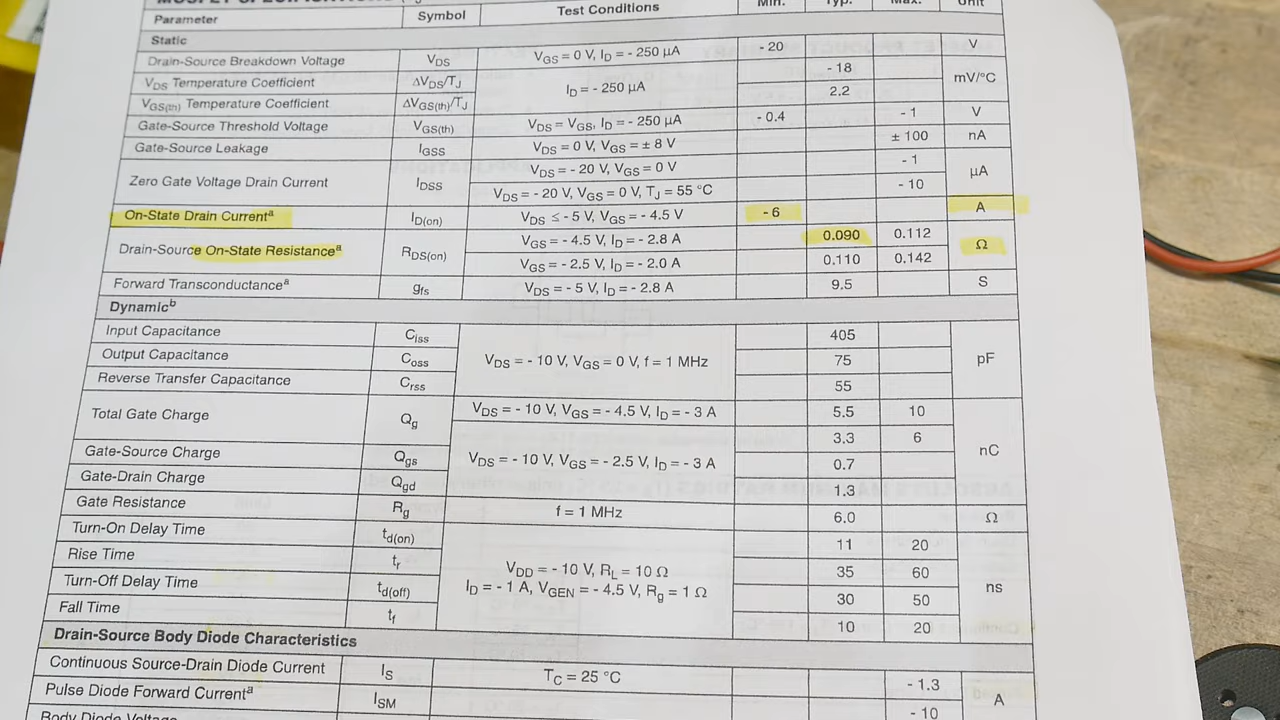 MOSFET SPECIFICATIONS
Parameter Symbol Test Conditions Min. Typ. Max. Unit
Static
Drain-Source Breakdown Voltage VDS VGS = 0 V, ID = - 250 µA - 20 V
VDS Temperature Coefficient ΔVDS/TJ ID = - 250 µA - 18 mV/°C
VGS(th) Temperature Coefficient ΔVGS(th)/TJ 2.2
Gate-Source Threshold Voltage VGS(th) VDS = VGS, ID = - 250 µA - 0.4 - 1 V
Gate-Source Leakage IGSS VDS = 0 V, VGS = ± 8 V ± 100 nA
Zero Gate Voltage Drain Current IDSS VDS = - 20 V, VGS = 0 V - 1 µA
VDS = - 20 V, VGS = 0 V, TJ = 55 °C - 10
On-State Drain Currentª ID(on) VDS ≤ - 5 V, VGS = - 4.5 V - 6 A
Drain-Source On-State Resistanceª RDS(on) VGS = - 4.5 V, ID = - 2.8 A 0.090 0.112 Ω
VGS = - 2.5 V, ID = - 2.0 A 0.110 0.142
Forward Transconductanceª gfs VDS = - 5 V, ID = - 2.8 A 9.5 S
Dynamicᵇ
Input Capacitance Ciss VDS = - 10 V, VGS = 0 V, f = 1 MHz 405 pF
Output Capacitance Coss 75
Reverse Transfer Capacitance Crss 55
Total Gate Charge Qg VDS = - 10 V, VGS = - 4.5 V, ID = - 3 A 5.5 10 nC
VDS = - 10 V, VGS = - 2.5 V, ID = - 3 A 3.3 6
Gate-Source Charge Qgs 0.7
Gate-Drain Charge Qgd 1.3
Gate Resistance Rg f = 1 MHz 6.0 Ω
Turn-On Delay Time td(on) VDD = - 10 V, RL = 10 Ω 11 20 ns
Rise Time tr ID = - 1 A, VGEN = - 4.5 V, Rg = 1 Ω 35 60
Turn-Off Delay Time td(off) 30 50
Fall Time tf 10 20
Drain-Source Body Diode Characteristics
Continuous Source-Drain Diode Current IS TC = 25 °C - 1.3 A
Pulse Diode Forward Currentª ISM - 10
Body Diode Voltage